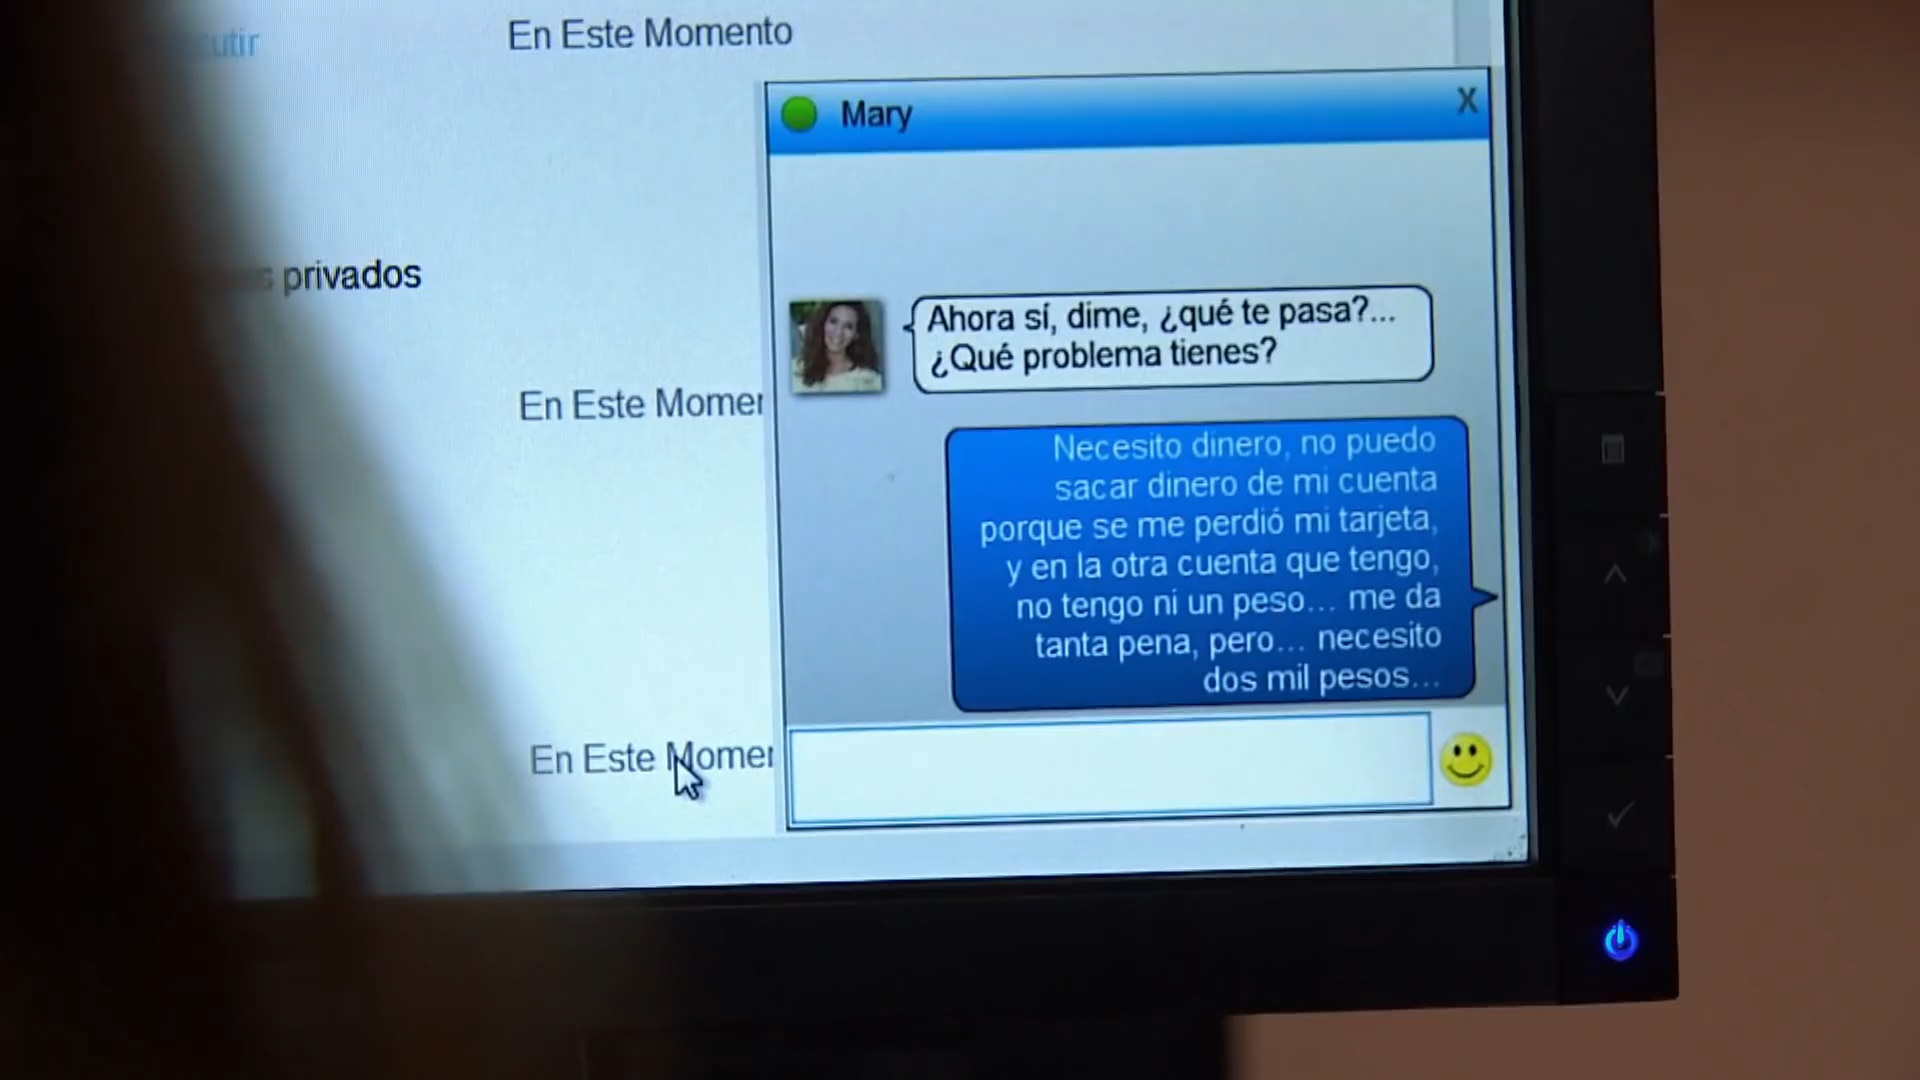 En Este Momento
Mary
X
privados
Ahora sí, dime, ¿qué te pasa?...
¿Qué problema tienes?
En Este Momen
Necesito dinero, no puedo
sacar dinero de mi cuenta
porque se me perdió mi tarjeta,
y en la otra cuenta que tengo,
no tengo ni un peso... me da
tanta pena, pero... necesito
dos mil pesos...
En Este Momen